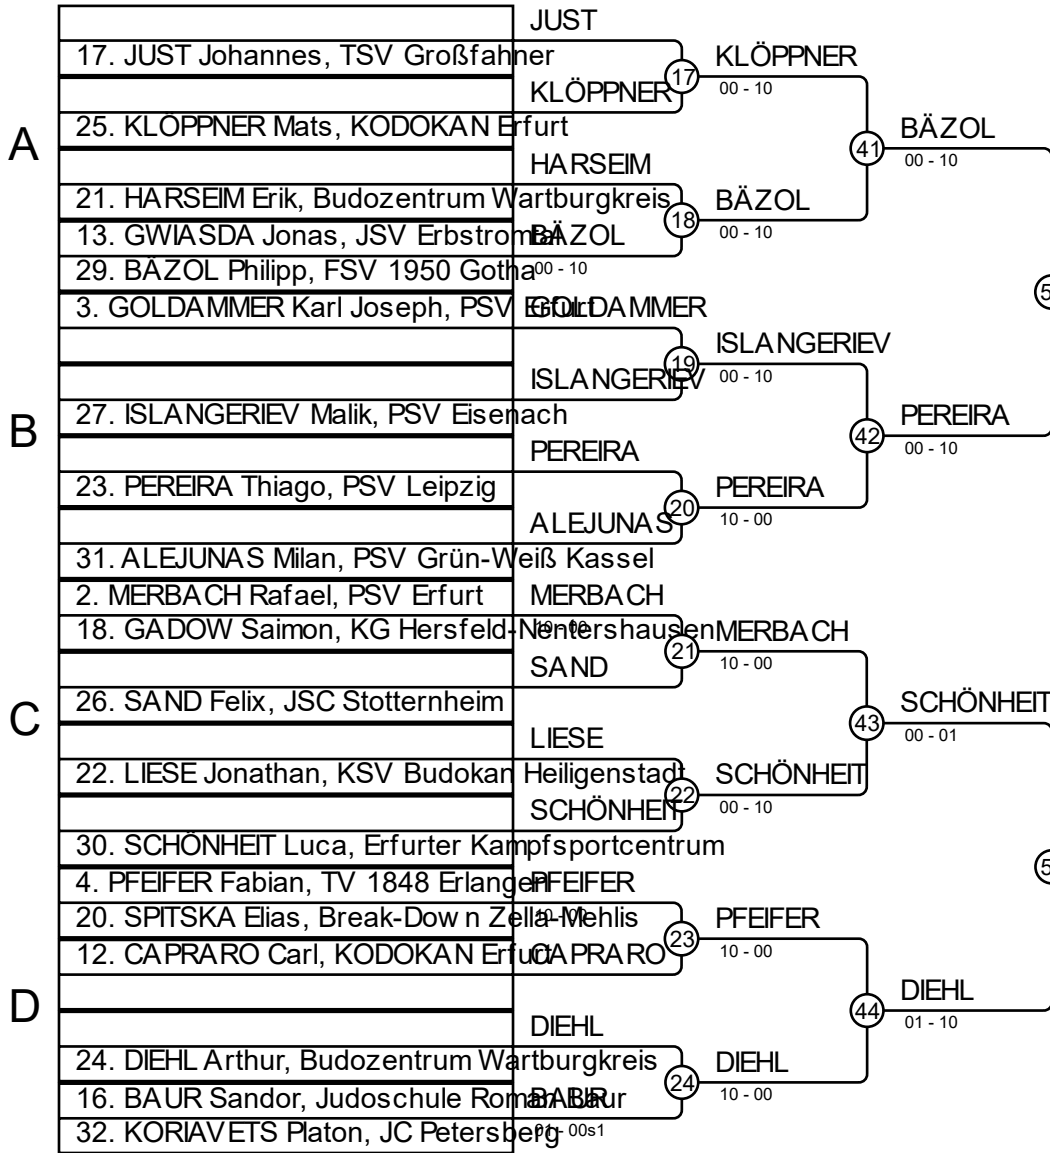 A
17. JUST Johannes, TSV Großfahner
25. KLÖPPNER Mats, KODOKAN Erfurt
21. HARSEIM Erik, Budozentrum Wartburgkreis
13. GWIASDA Jonas, JSV Erbstromtal
29. BÄZOL Philipp, FSV 1950 Gotha
B
3. GOLDAMMER Karl Joseph, PSV Erfurt
27. ISLANGERIEV Malik, PSV Eisenach
23. PEREIRA Thiago, PSV Leipzig
31. ALEJUNAS Milan, PSV Grün-Weiß Kassel
C
2. MERBACH Rafael, PSV Erfurt
18. GADOW Saimon, KG Hersfeld-Nentershausen
26. SAND Felix, JSC Stotternheim
22. LIESE Jonathan, KSV Budokan Heiligenstadt
30. SCHÖNHEIT Luca, Erfurter Kampfsportcentrum
D
4. PFEIFER Fabian, TV 1848 Erlangen
20. SPITSKA Elias, Break-Down Zella-Mehlis
12. CAPRARO Carl, KODOKAN Erfurt
24. DIEHL Arthur, Budozentrum Wartburgkreis
16. BAUR Sandor, Judoschule Roman Baur
32. KORIAVETS Platon, JC Petersberg
JUST
KLÖPPNER
HARSEIM
BÄZOL
00 - 10
GOLDAMMER
ISLANGERIEV
PEREIRA
ALEJUNAS
MERBACH
10 - 00
SAND
LIESE
SCHÖNHEIT
PFEIFER
10 - 00
CAPRARO
DIEHL
BAUR
01 - 00s1
17
18
19
20
21
22
23
24
KLÖPPNER
00 - 10
BÄZOL
00 - 10
ISLANGERIEV
00 - 10
PEREIRA
10 - 00
MERBACH
10 - 00
SCHÖNHEIT
00 - 10
PFEIFER
10 - 00
DIEHL
10 - 00
41
42
43
44
BÄZOL
00 - 10
PEREIRA
00 - 10
SCHÖNHEIT
00 - 01
DIEHL
01 - 10